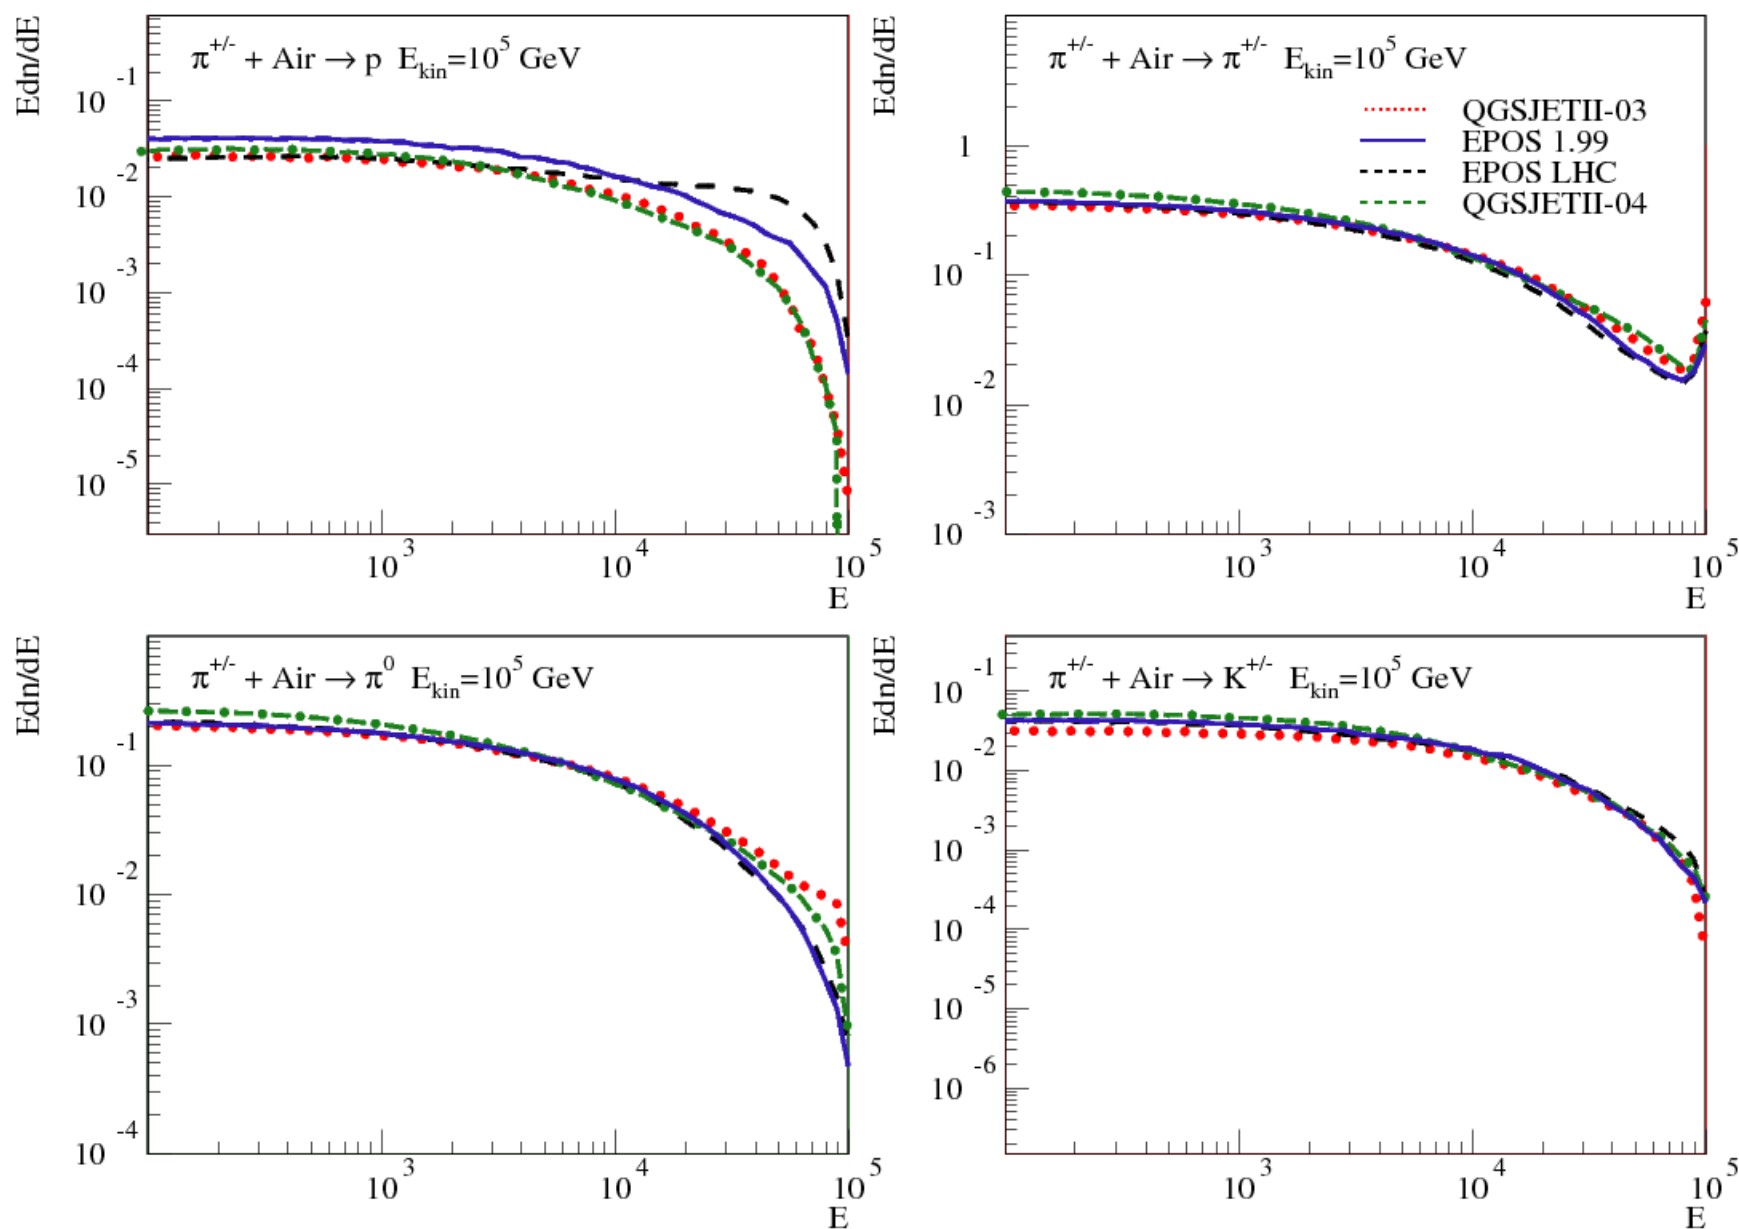 Edn/dE
π+/- + Air → p Ekin=10^5 GeV
10^-1
10^-2
10^-3
10^-4
10^-5
10^3 10^4 10^5
E
Edn/dE
π+/- + Air → π+/- Ekin=10^5 GeV
QGSJETII-03
EPOS 1.99
EPOS LHC
QGSJETII-04
1
10^-1
10^-2
10^-3
10^3 10^4 10^5
E
Edn/dE
π+/- + Air → π^0 Ekin=10^5 GeV
10^-1
10^-2
10^-3
10^-4
10^3 10^4 10^5
E
Edn/dE
π+/- + Air → K+/- Ekin=10^5 GeV
10^-1
10^-2
10^-3
10^-4
10^-5
10^-6
10^3 10^4 10^5
E